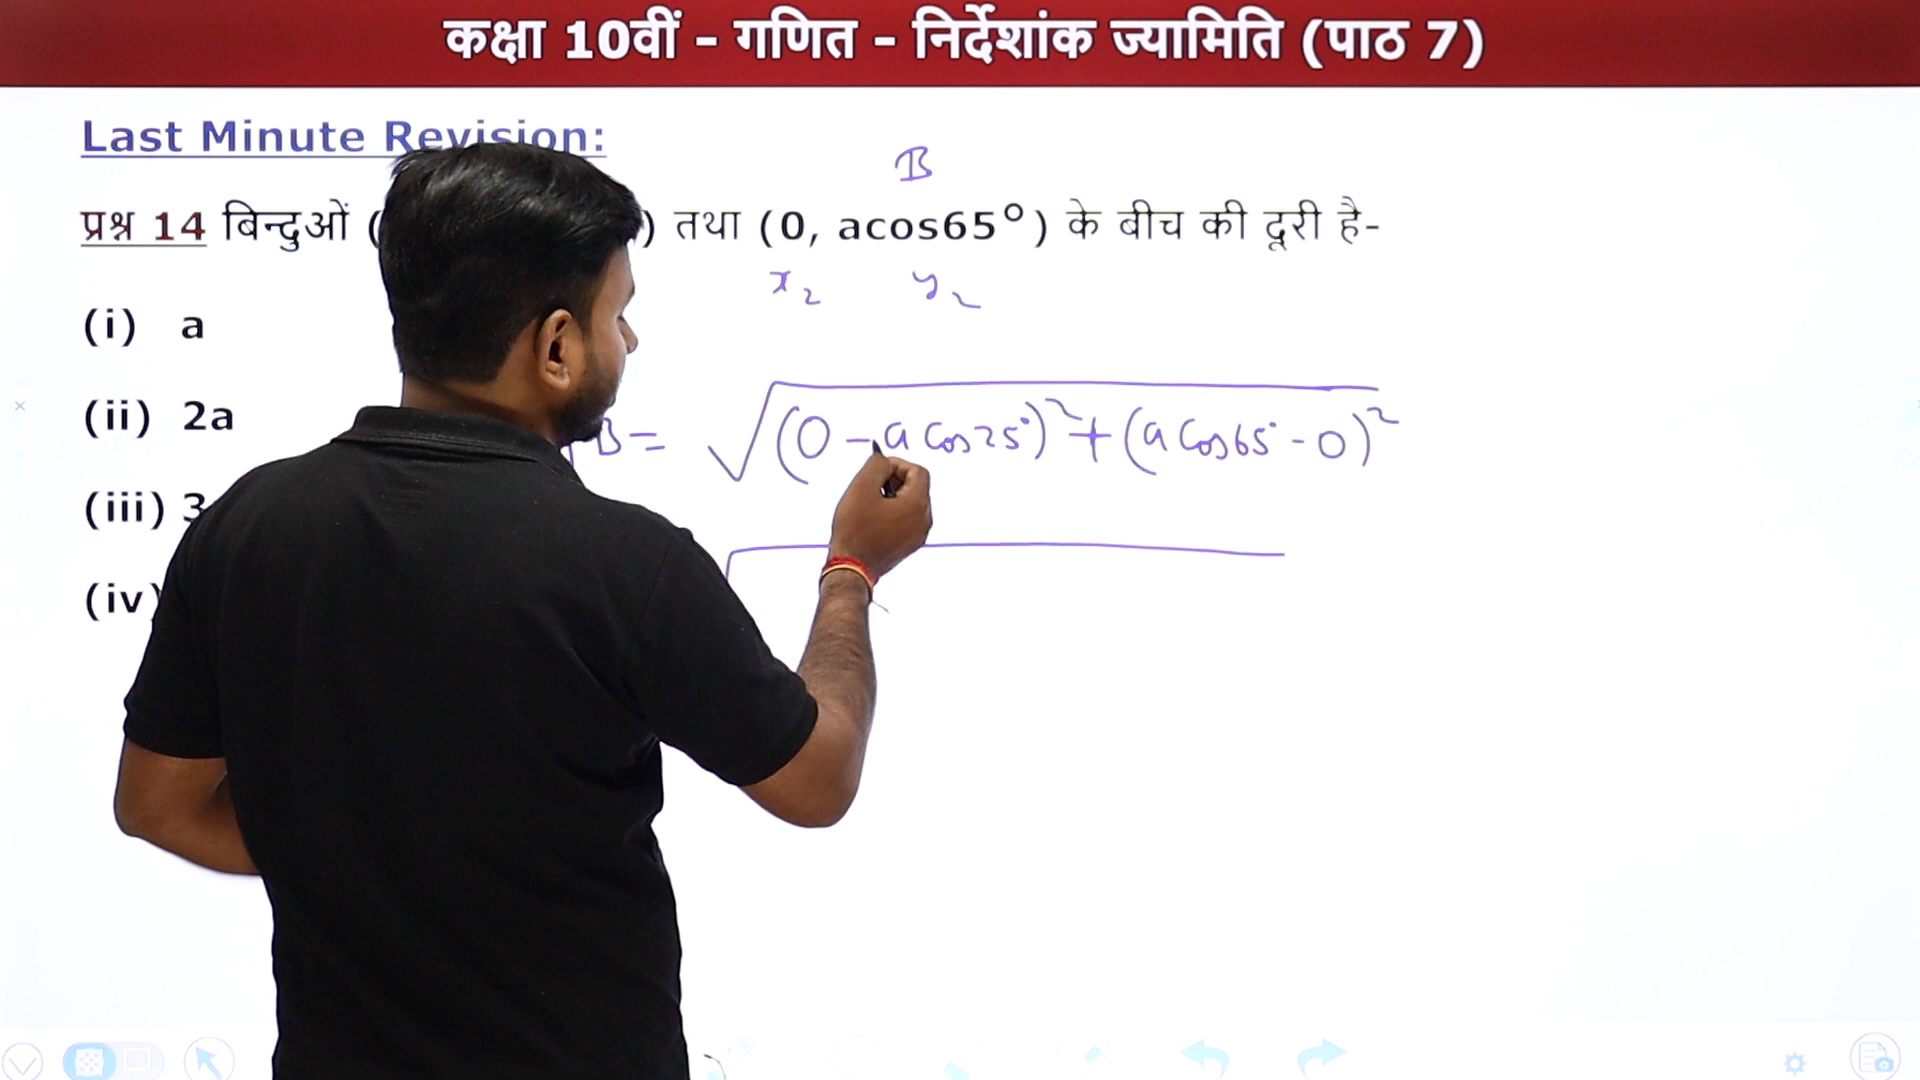 कक्षा 10वीं - गणित - निर्देशांक ज्यामिति (पाठ 7)
Last Minute Revision:
B
प्रश्न 14 बिन्दुओं ( ) तथा (0, acos65°) के बीच की दूरी है-
x₂ y₂
(i) a
(ii) 2a
B = √(0 - a cos25°)² + (a cos65° - 0)²
(iii) 3
(iv)